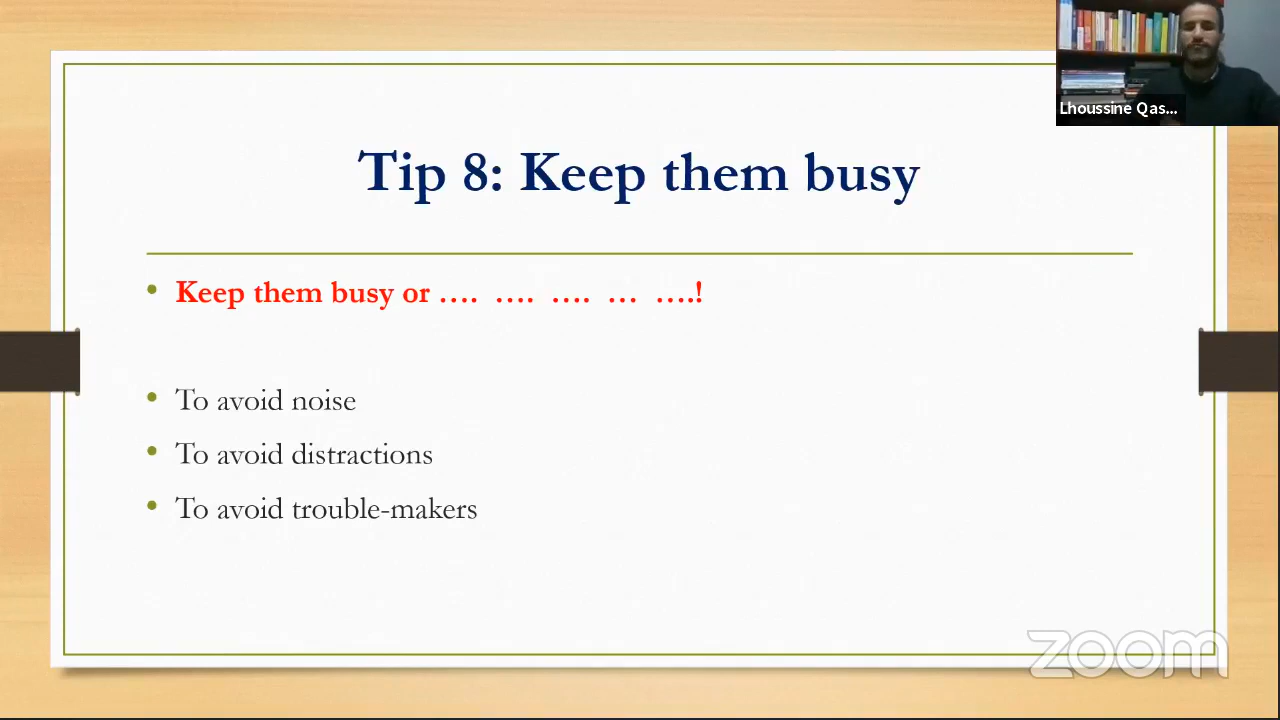 Lhoussine Qas...
Tip 8: Keep them busy
• Keep them busy or .... .... .... ... ....!
• To avoid noise
• To avoid distractions
• To avoid trouble-makers
zoom